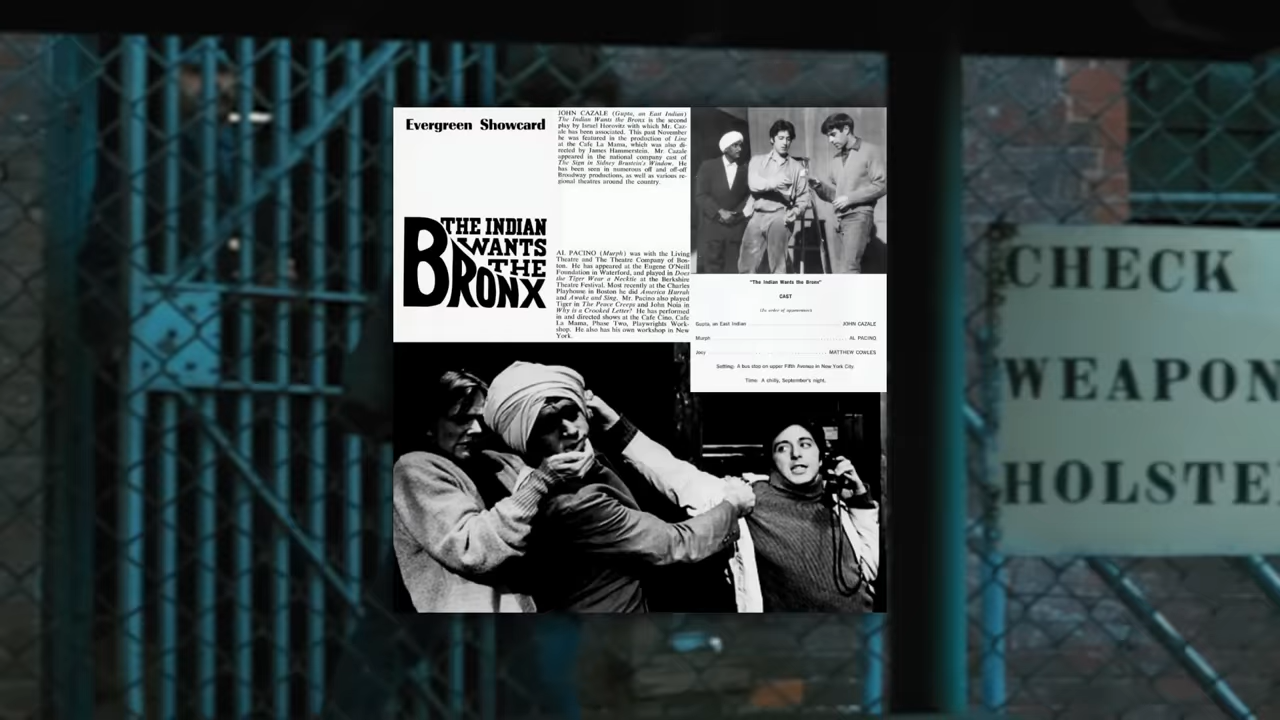 Evergreen Showcard
THE INDIAN
WANTS
THE
BRONX
JOHN CAZALE (Gupta, an East Indian)
The Indian Wants the Bronx is the second
play by Israel Horovitz with which Mr. Caz-
ale has been associated. This past November
he was featured in the production of Line
at the Cafe La Mama, which was also di-
rected by James Hammerstein. Mr. Cazale
appeared in the national company cast of
The Sign in Sidney Brustein's Window. He
has been seen in numerous off and off-off
Broadway productions, as well as various re-
gional theatres around the country.
AL PACINO (Murph) was with the Living
Theatre and The Theatre Company of Bos-
ton. He has appeared at the Eugene O'Neill
Foundation in Waterford, and played in Does
the Tiger Wear a Necktie at the Berkshire
Theatre Festival. Most recently at the Charles
Playhouse in Boston he did America Hurrah
and Awake and Sing. Mr. Pacino also played
Tiger in The Peace Creeps and John Noia in
Why is a Crooked Letter? He has performed
in and directed shows at the Cafe Cino, Cafe
La Mama, Phase Two, Playwrights Work-
shop. He also has his own workshop in New
York.
"The Indian Wants the Bronx"
CAST
(In order of appearance)
Gupta, an East Indian JOHN CAZALE
Murph AL PACINO
Joey MATTHEW COWLES
Setting: A bus stop on upper Fifth Avenue in New York City.
Time: A chilly, September's night.
CHECK
WEAPON
HOLSTE